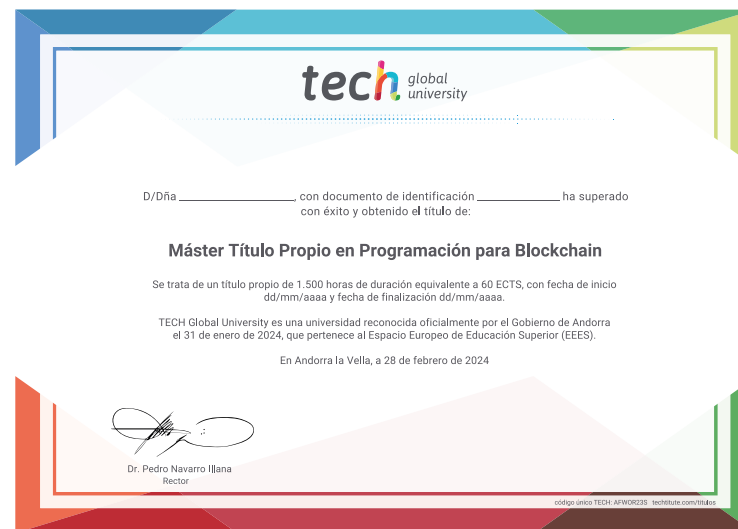 tech global university
D/Dña ______________, con documento de identificación ______________ ha superado
con éxito y obtenido el título de:
Máster Título Propio en Programación para Blockchain
Se trata de un título propio de 1.500 horas de duración equivalente a 60 ECTS, con fecha de inicio
dd/mm/aaaa y fecha de finalización dd/mm/aaaa.
TECH Global University es una universidad reconocida oficialmente por el Gobierno de Andorra
el 31 de enero de 2024, que pertenece al Espacio Europeo de Educación Superior (EEES).
En Andorra la Vella, a 28 de febrero de 2024
Dr. Pedro Navarro Illana
Rector
código único TECH: AFWOR23S techtitute.com/titulos